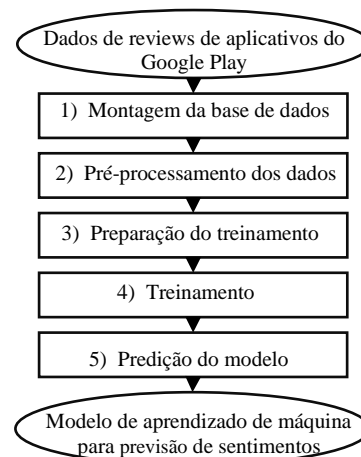 Dados de reviews de aplicativos do
Google Play
1) Montagem da base de dados
2) Pré-processamento dos dados
3) Preparação do treinamento
4) Treinamento
5) Predição do modelo
Modelo de aprendizado de máquina
para previsão de sentimentos